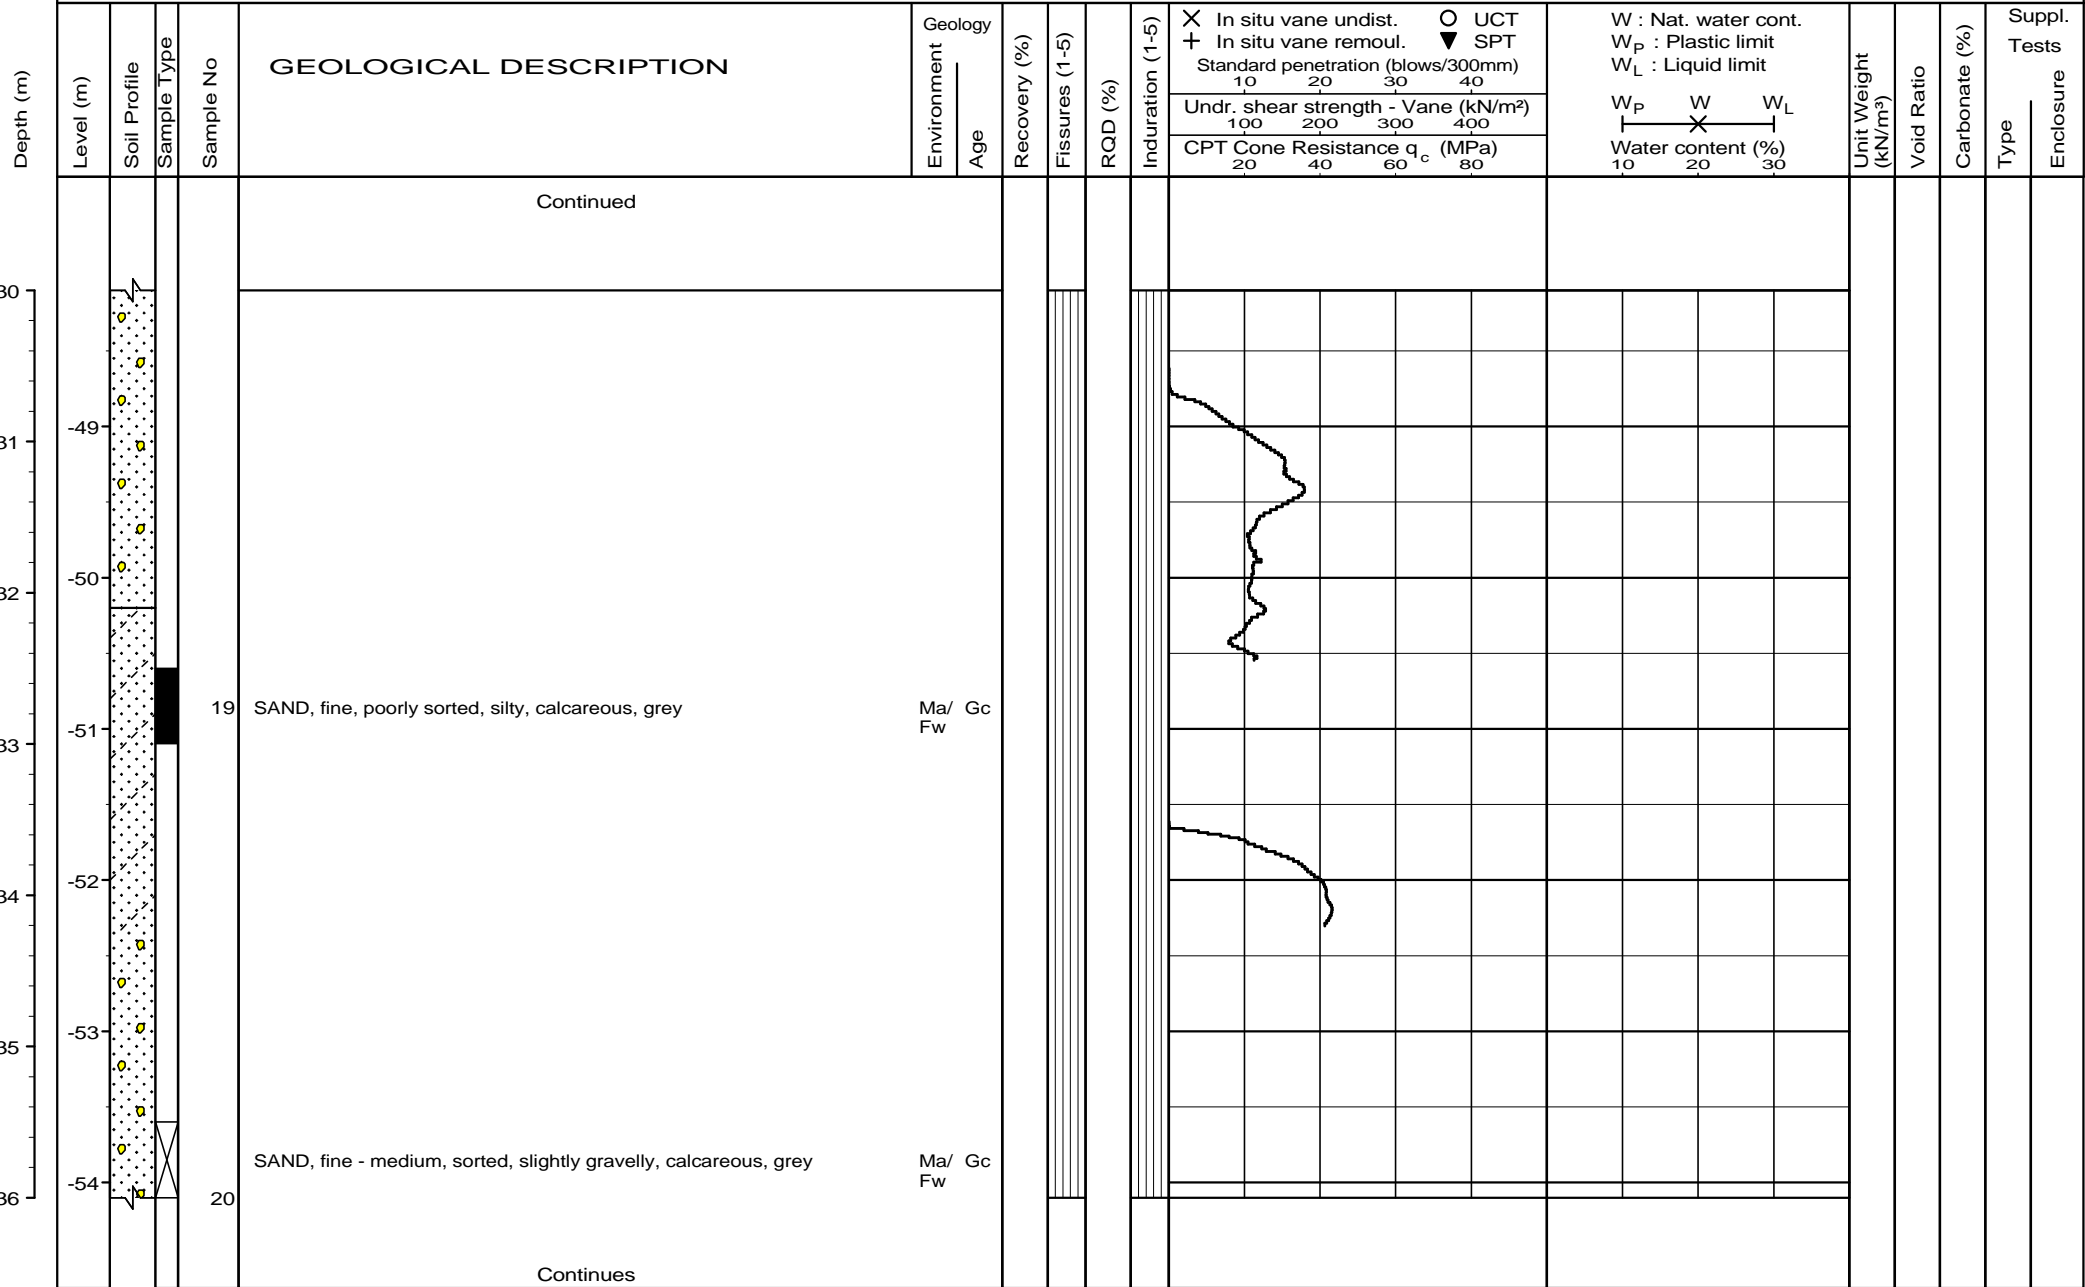 Depth (m)
Level (m)
Soil Profile
Sample Type
Sample No
GEOLOGICAL DESCRIPTION
Geology
Environment
Age
Recovery (%)
Fissures (1-5)
RQD (%)
Induration (1-5)
× In situ vane undist. UCT
+ In situ vane remoul. SPT
Standard penetration (blows/300mm)
10 20 30 40
Undr. shear strength - Vane (kN/m²)
100 200 300 400
CPT Cone Resistance qc (MPa)
20 40 60 80
W : Nat. water cont.
WP : Plastic limit
WL : Liquid limit
WP W WL
Water content (%)
10 20 30
Unit Weight
(kN/m³)
Void Ratio
Carbonate (%)
Suppl.
Tests
Type
Enclosure
Continued
-49
-50
19 SAND, fine, poorly sorted, silty, calcareous, grey Ma/ Gc
Fw
-51
-52
-53
SAND, fine - medium, sorted, slightly gravelly, calcareous, grey Ma/ Gc
Fw
-54
20
Continues